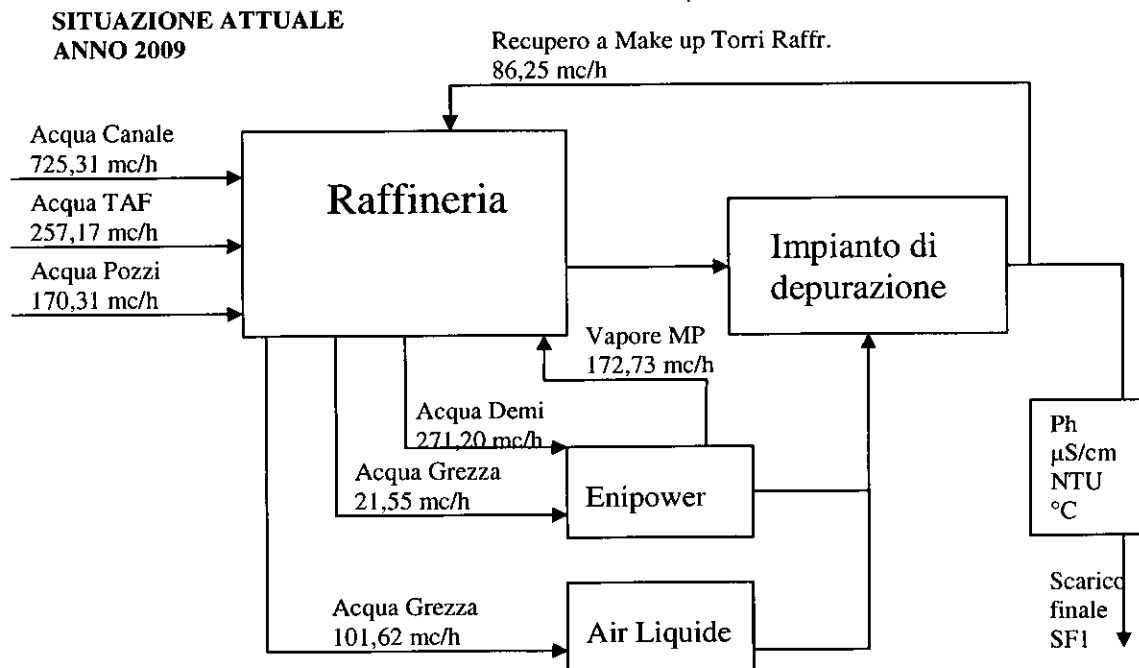 SITUAZIONE ATTUALE
ANNO 2009
Recupero a Make up Torri Raffr.
86,25 mc/h
Acqua Canale
725,31 mc/h
Acqua TAF
257,17 mc/h
Acqua Pozzi
170,31 mc/h
Raffineria
Impianto di
depurazione
Vapore MP
172,73 mc/h
Acqua Demi
271,20 mc/h
Acqua Grezza
21,55 mc/h
Enipower
Ph
µS/cm
NTU
°C
Acqua Grezza
101,62 mc/h
Air Liquide
Scarico
finale
SF1